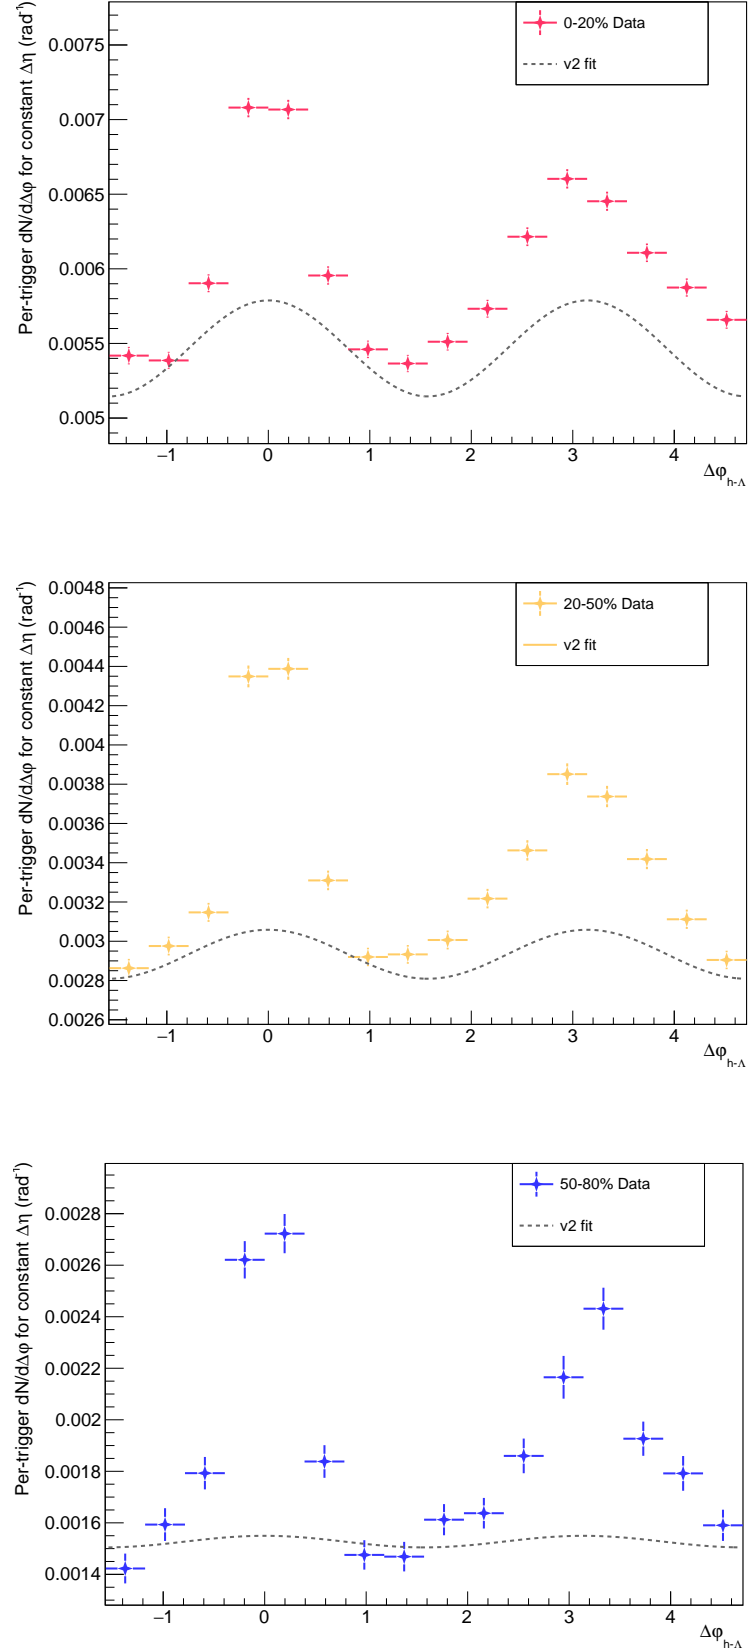 Per-trigger dN/dΔφ for constant Δη (rad⁻¹)
0-20% Data
v2 fit
0.0075
0.007
0.0065
0.006
0.0055
0.005
−1 0 1 2 3 4
Δφ_h-Λ
Per-trigger dN/dΔφ for constant Δη (rad⁻¹)
20-50% Data
v2 fit
0.0048
0.0046
0.0044
0.0042
0.004
0.0038
0.0036
0.0034
0.0032
0.003
0.0028
0.0026
−1 0 1 2 3 4
Δφ_h-Λ
Per-trigger dN/dΔφ for constant Δη (rad⁻¹)
50-80% Data
v2 fit
0.0028
0.0026
0.0024
0.0022
0.002
0.0018
0.0016
0.0014
−1 0 1 2 3 4
Δφ_h-Λ